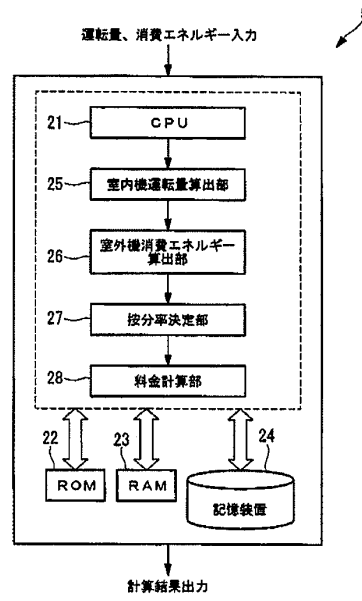 運転量、消費エネルギー入力
21
CPU
25
室内機運転量算出部
26
室外機消費エネルギー
算出部
27
按分率決定部
28
料金計算部
22
23
24
ROM
RAM
記憶装置
計算結果出力